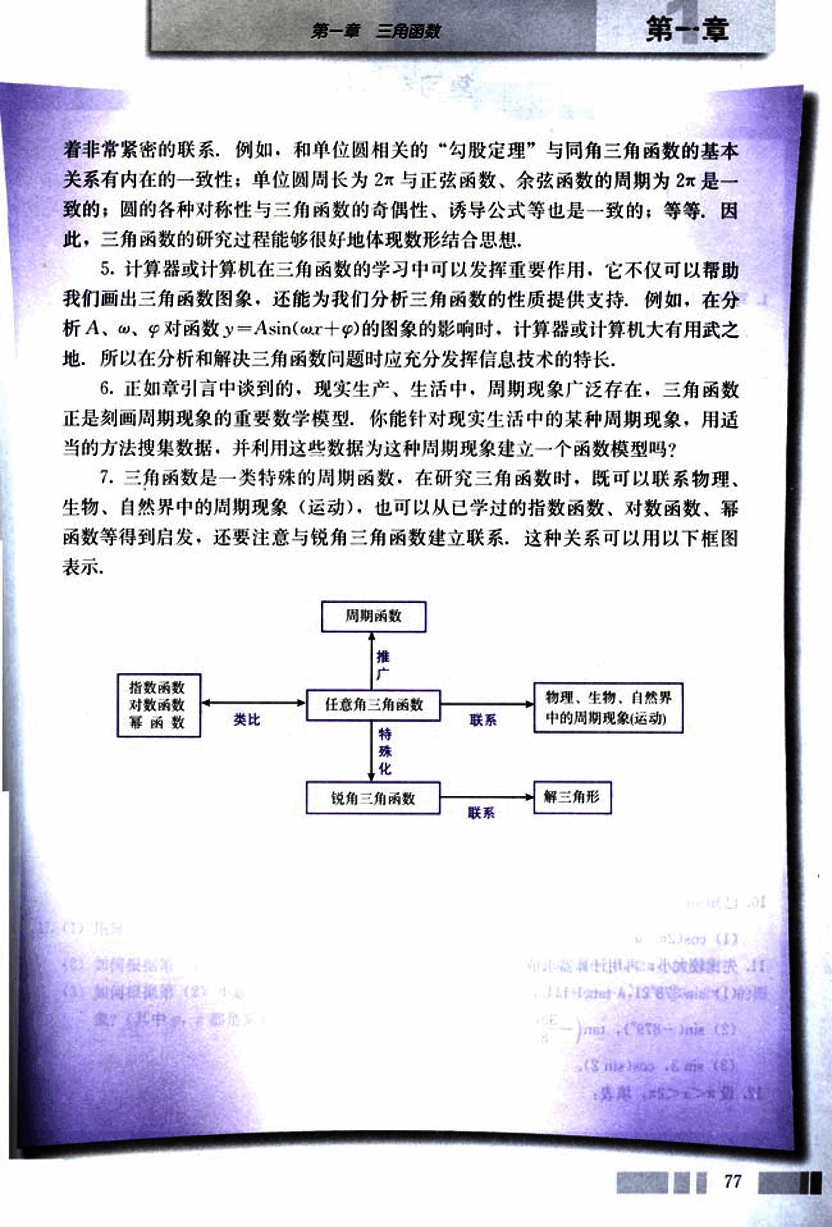 第一章 三角函数
第一章
着非常紧密的联系. 例如，和单位圆相关的“勾股定理”与同角三角函数的基本
关系有内在的一致性；单位圆周长为 2π 与正弦函数、余弦函数的周期为 2π 是一
致的；圆的各种对称性与三角函数的奇偶性、诱导公式等也是一致的；等等. 因
此，三角函数的研究过程能够很好地体现数形结合思想.
5. 计算器或计算机在三角函数的学习中可以发挥重要作用，它不仅可以帮助
我们画出三角函数图象，还能为我们分析三角函数的性质提供支持. 例如，在分
析 A、ω、φ 对函数 y=Asin(ωx+φ)的图象的影响时，计算器或计算机大有用武之
地. 所以在分析和解决三角函数问题时应充分发挥信息技术的特长.
6. 正如章引言中谈到的，现实生产、生活中，周期现象广泛存在，三角函数
正是刻画周期现象的重要数学模型. 你能针对现实生活中的某种周期现象，用适
当的方法搜集数据，并利用这些数据为这种周期现象建立一个函数模型吗？
7. 三角函数是一类特殊的周期函数，在研究三角函数时，既可以联系物理、
生物、自然界中的周期现象（运动），也可以从已学过的指数函数、对数函数、幂
函数等得到启发，还要注意与锐角三角函数建立联系. 这种关系可以用以下框图
表示.
周期函数
推
广
指数函数
对数函数
幂 函 数
类比
任意角三角函数
联系
物理、生物、自然界
中的周期现象(运动)
特
殊
化
锐角三角函数
联系
解三角形
77